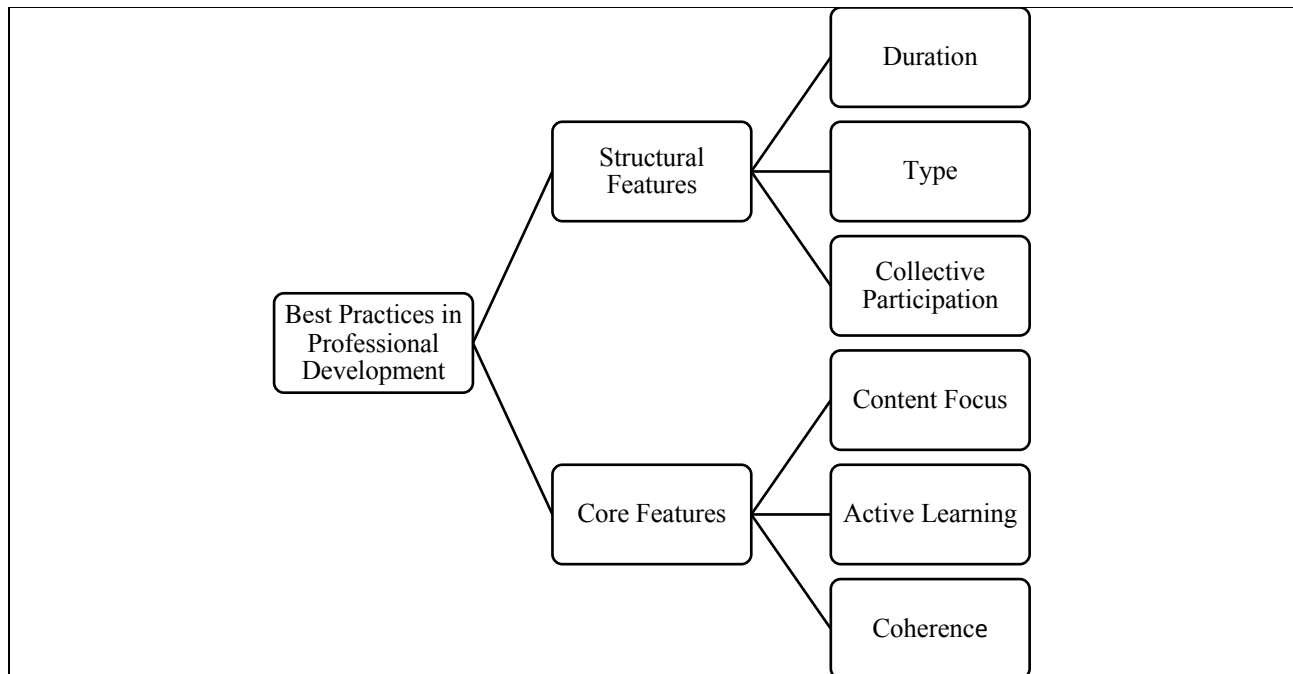 Best Practices in
Professional
Development
Structural
Features
Duration
Type
Collective
Participation
Core Features
Content Focus
Active Learning
Coherence